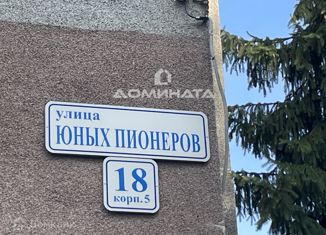 ДОМИНАТА
улица
ЮНЫХ ПИОНЕРОВ
18
корп. 5